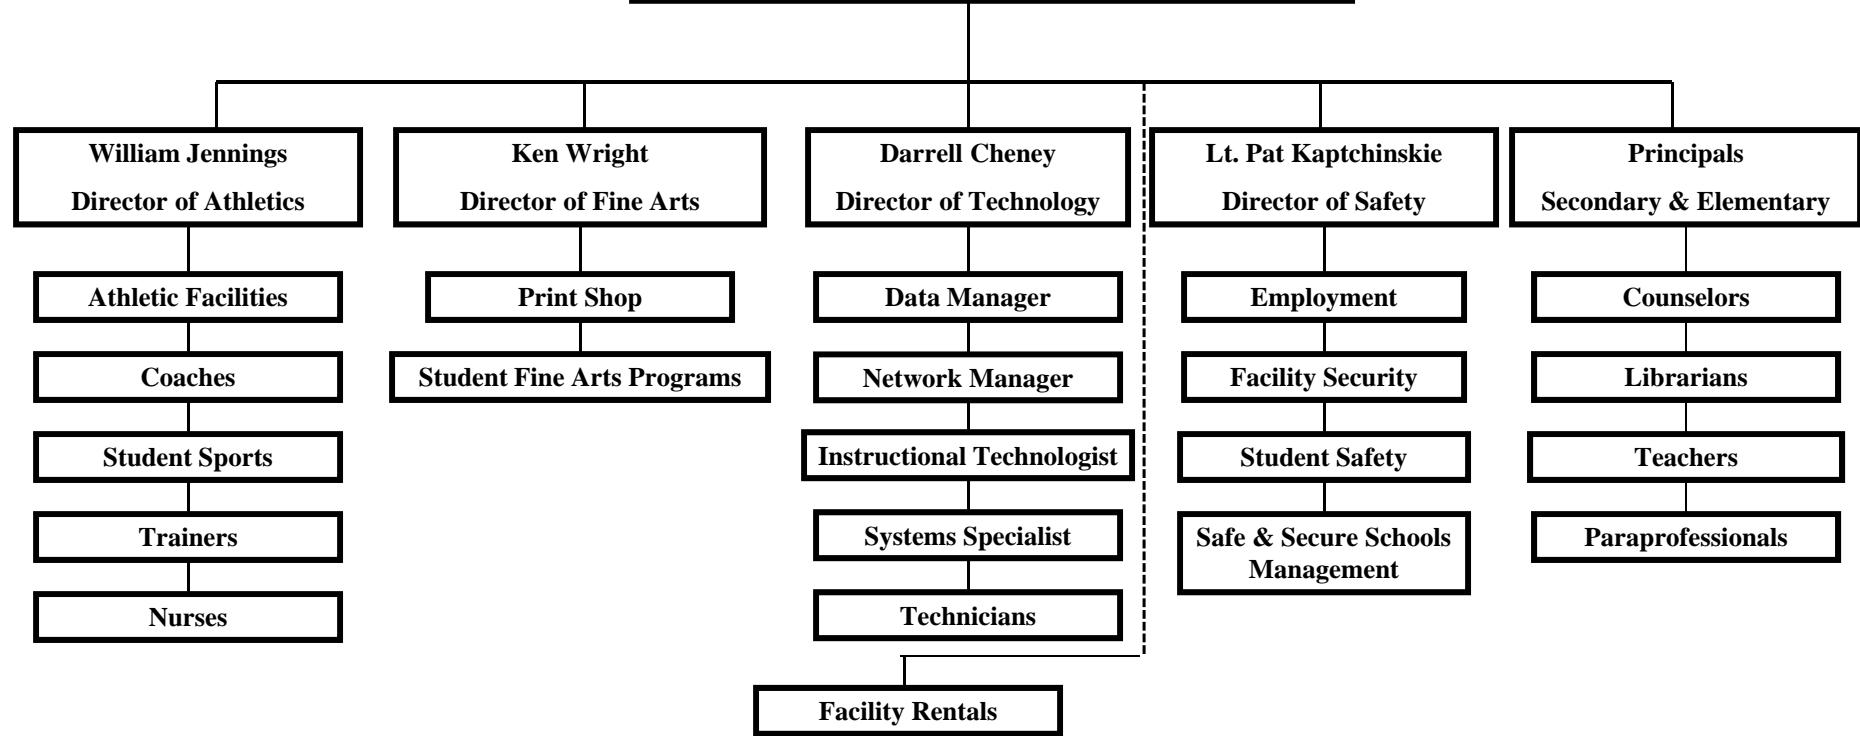 William Jennings
Director of Athletics
Athletic Facilities
Coaches
Student Sports
Trainers
Nurses
Ken Wright
Director of Fine Arts
Print Shop
Student Fine Arts Programs
Darrell Cheney
Director of Technology
Data Manager
Network Manager
Instructional Technologist
Systems Specialist
Technicians
Facility Rentals
Lt. Pat Kaptchinskie
Director of Safety
Employment
Facility Security
Student Safety
Safe & Secure Schools
Management
Principals
Secondary & Elementary
Counselors
Librarians
Teachers
Paraprofessionals